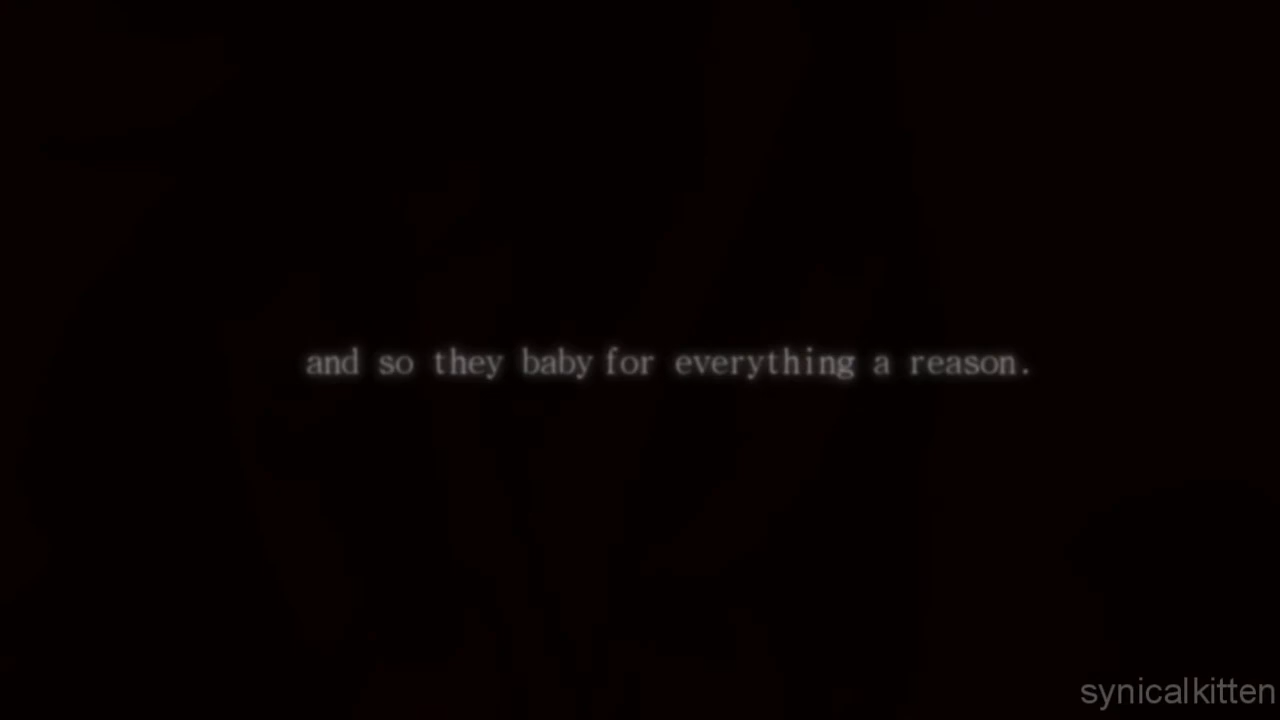 and so they baby for everything a reason.
synicalkitten